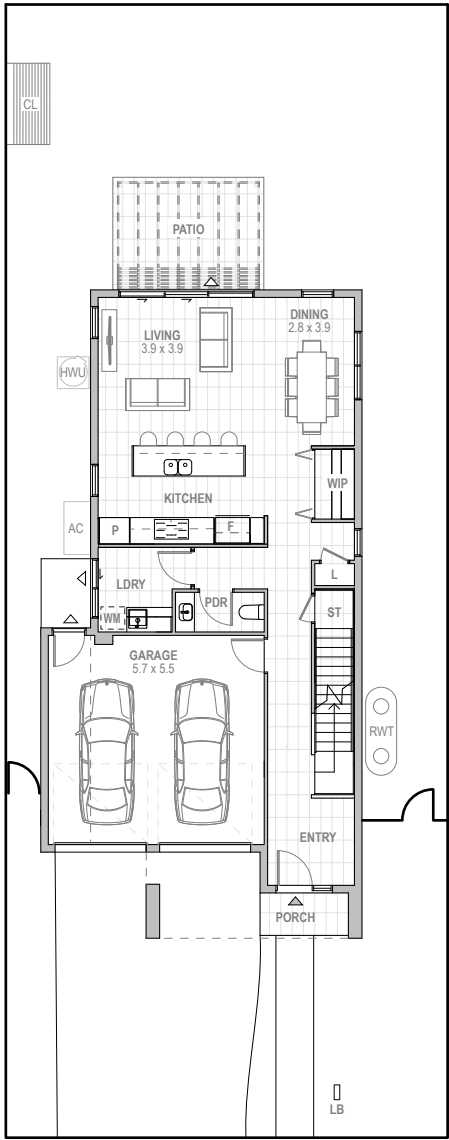 CL
PATIO
LIVING
3.9 x 3.9
DINING
2.8 x 3.9
HWU
KITCHEN
WIP
P
F
AC
L
LDRY
PDR
WM
ST
GARAGE
5.7 x 5.5
RWT
ENTRY
PORCH
LB